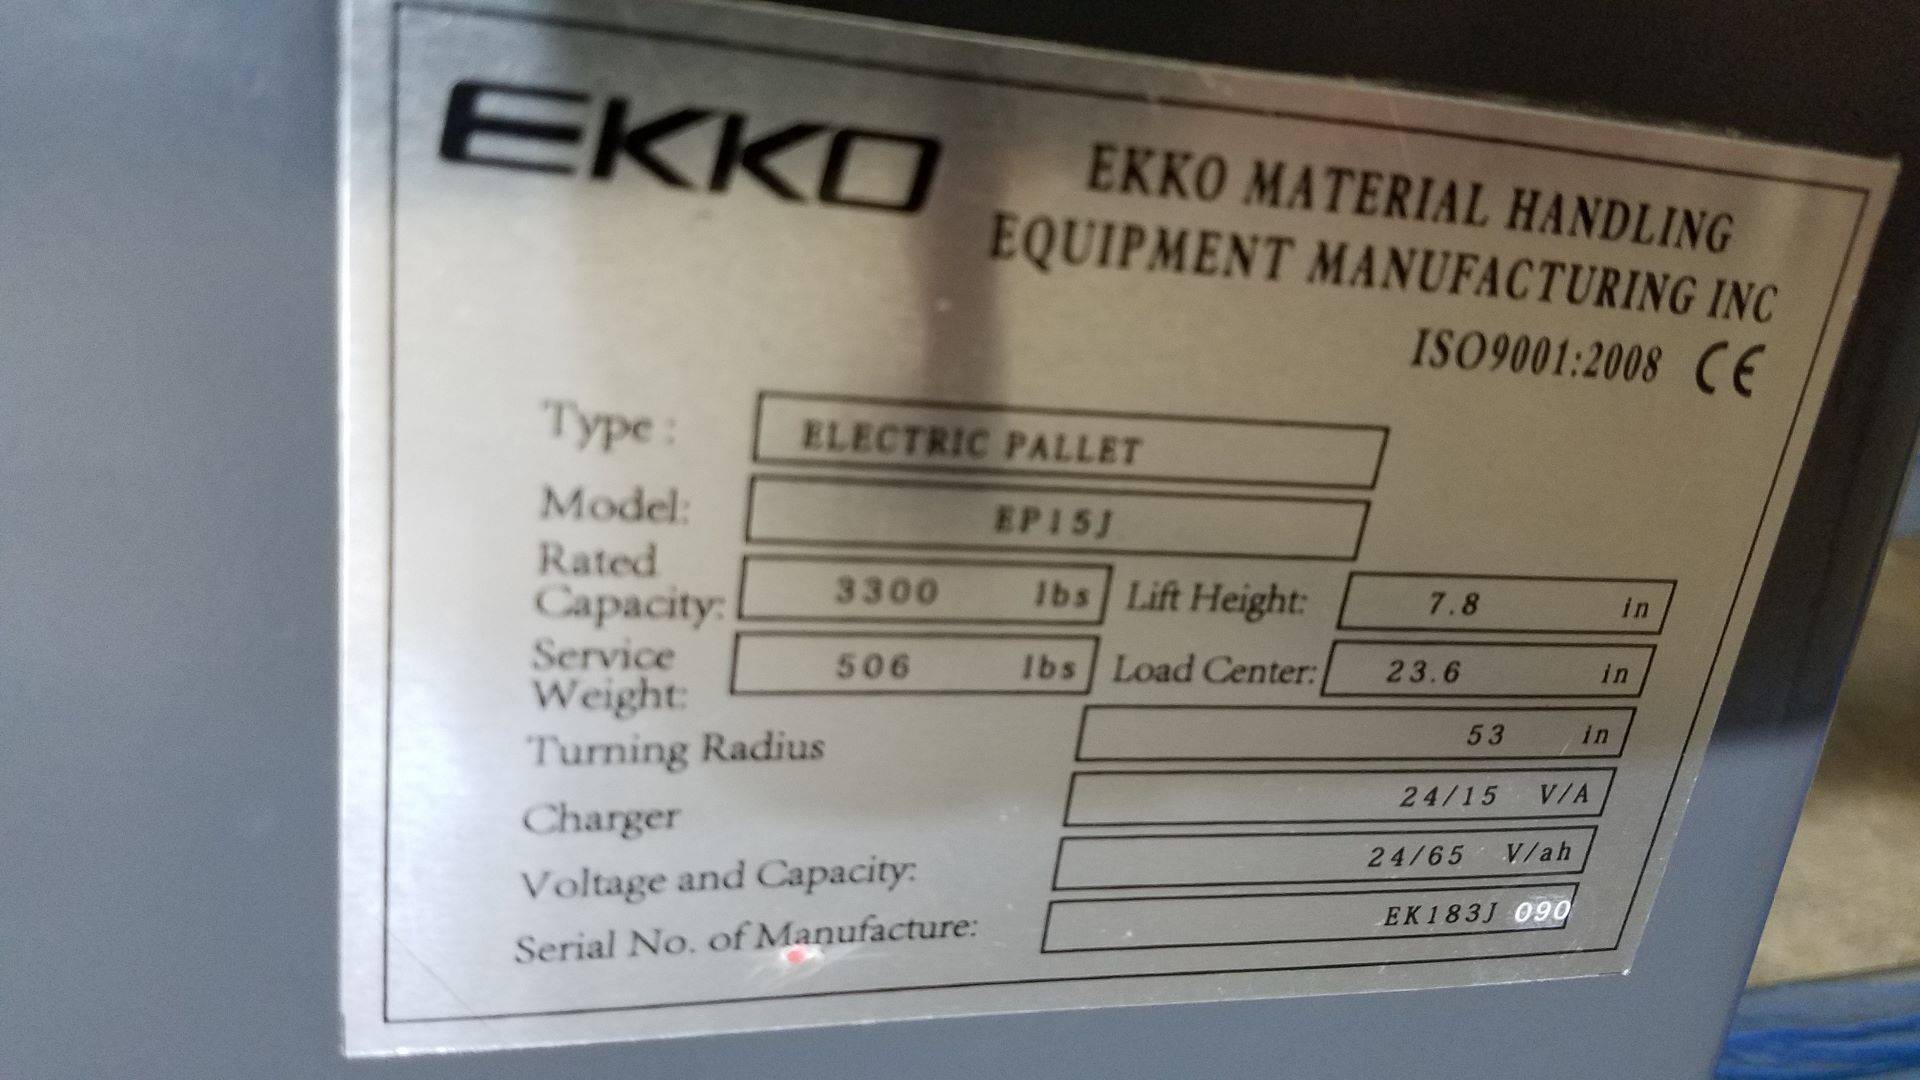 EKKO
EKKO MATERIAL HANDLING
EQUIPMENT MANUFACTURING INC
ISO9001:2008 CE
Type : ELECTRIC PALLET
Model: EP15J
Rated
Capacity: 3300 lbs Lift Height: 7.8 in
Service
Weight: 506 lbs Load Center: 23.6 in
Turning Radius 53 in
Charger 24/15 V/A
Voltage and Capacity: 24/65 V/ah
Serial No. of Manufacture: EK183J 090